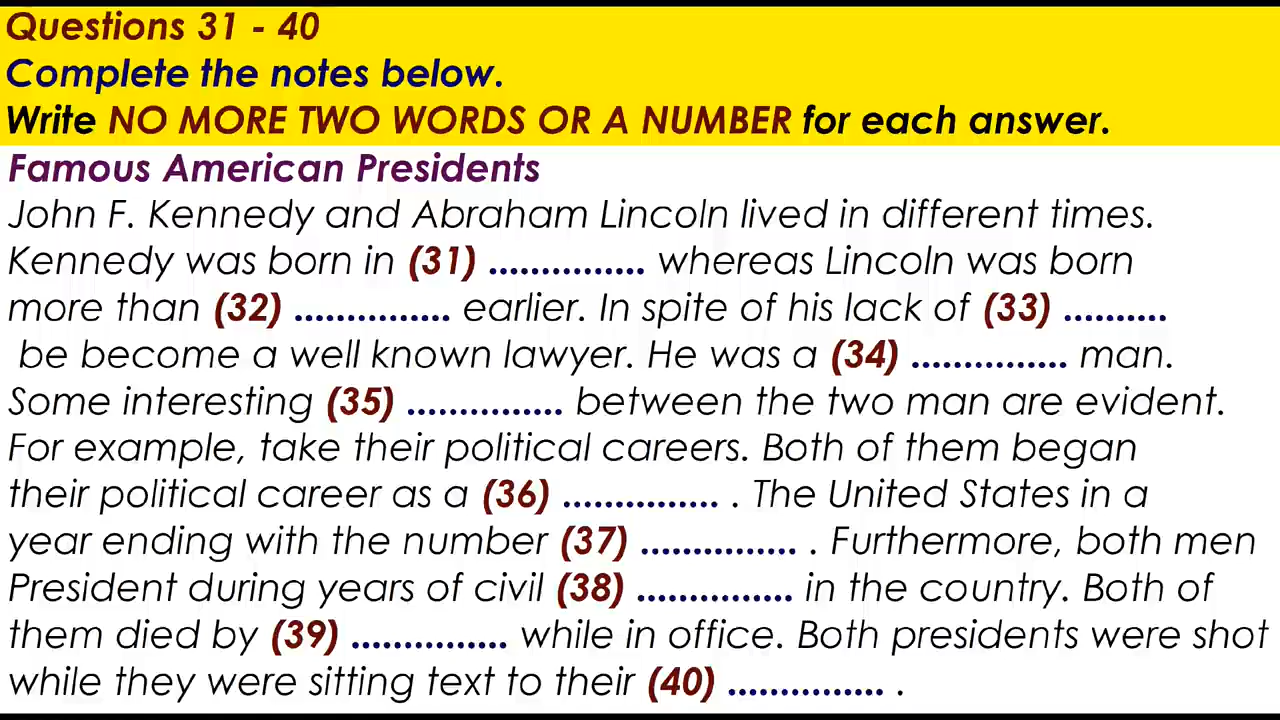 Questions 31 - 40
Complete the notes below.
Write NO MORE TWO WORDS OR A NUMBER for each answer.
Famous American Presidents
John F. Kennedy and Abraham Lincoln lived in different times.
Kennedy was born in (31) ............... whereas Lincoln was born
more than (32) ............... earlier. In spite of his lack of (33) ..........
be become a well known lawyer. He was a (34) ............... man.
Some interesting (35) ............... between the two man are evident.
For example, take their political careers. Both of them began
their political career as a (36) ............... . The United States in a
year ending with the number (37) ............... . Furthermore, both men
President during years of civil (38) ............... in the country. Both of
them died by (39) ............... while in office. Both presidents were shot
while they were sitting text to their (40) ............... .